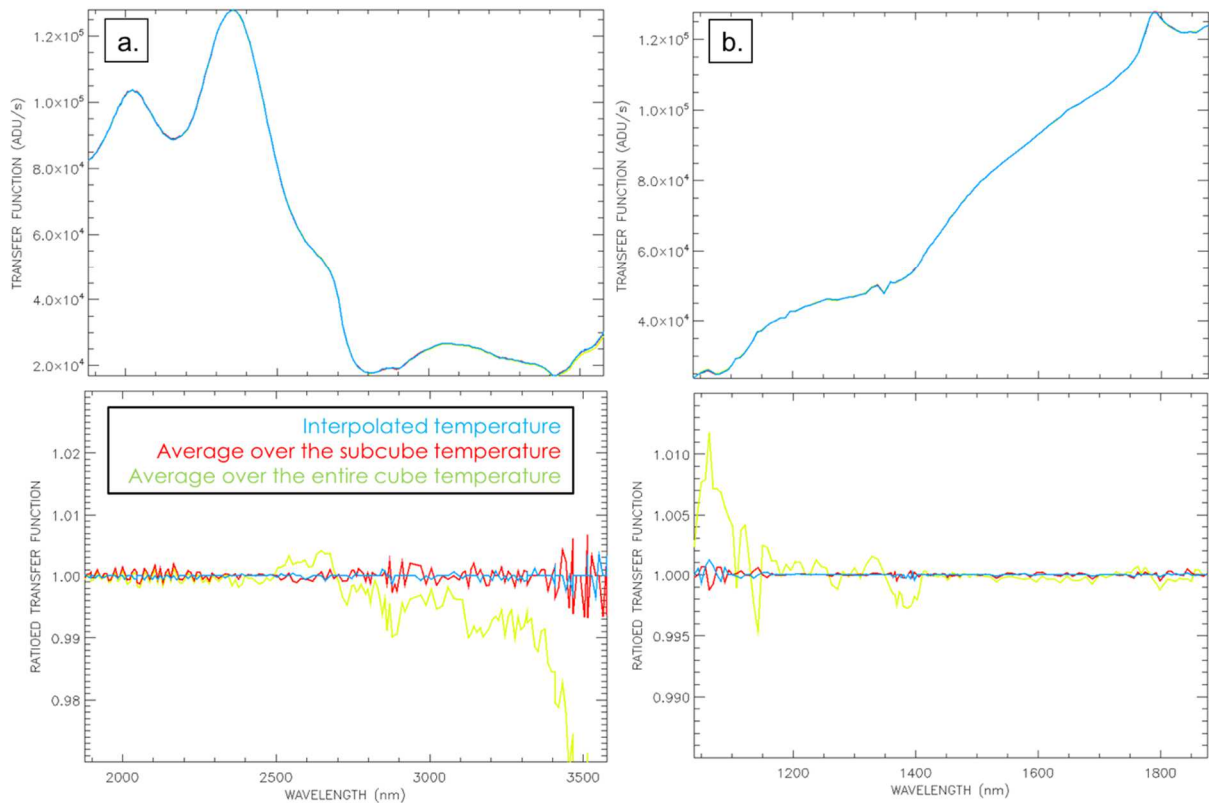 a.
TRANSFER FUNCTION (ADU/s)
1.2×10⁵
1.0×10⁵
8.0×10⁴
6.0×10⁴
4.0×10⁴
2.0×10⁴
b.
TRANSFER FUNCTION (ADU/s)
1.2×10⁵
1.0×10⁵
8.0×10⁴
6.0×10⁴
4.0×10⁴
Interpolated temperature
Average over the subcube temperature
Average over the entire cube temperature
RATIOED TRANSFER FUNCTION
1.02
1.01
1.00
0.99
0.98
2000 2500 3000 3500
WAVELENGTH (nm)
RATIOED TRANSFER FUNCTION
1.010
1.005
1.000
0.995
0.990
1200 1400 1600 1800
WAVELENGTH (nm)